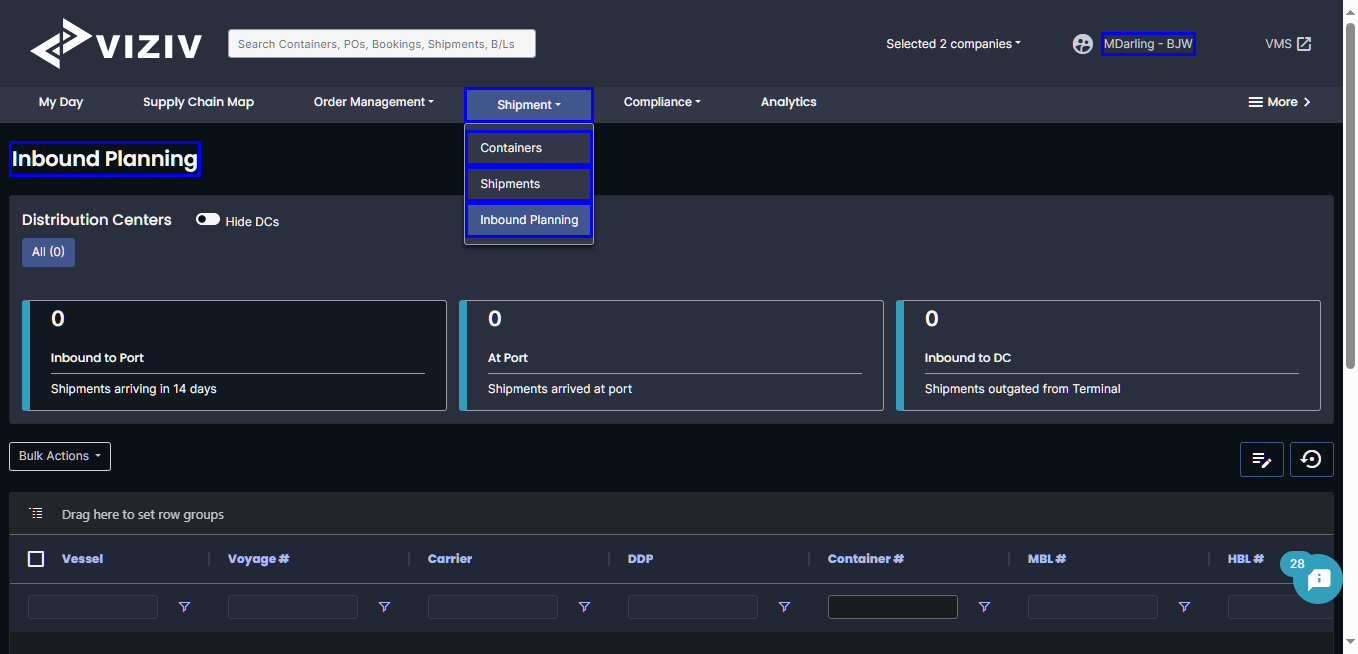 VIZIV
Search Containers, POs, Bookings, Shipments, B/Ls
Selected 2 companies
MDarling - BJW
VMS
My Day
Supply Chain Map
Order Management
Shipment
Compliance
Analytics
More
Containers
Shipments
Inbound Planning
Inbound Planning
Distribution Centers
Hide DCs
All (0)
0
Inbound to Port
Shipments arriving in 14 days
0
At Port
Shipments arrived at port
0
Inbound to DC
Shipments outgated from Terminal
Bulk Actions
Drag here to set row groups
Vessel
Voyage #
Carrier
DDP
Container #
MBL #
HBL #
28